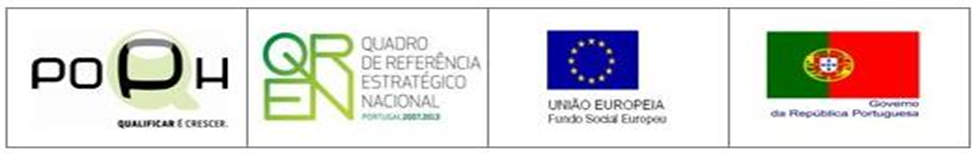 POPH
QUALIFICAR É CRESCER.
QREN
QUADRO
DE REFERÊNCIA
ESTRATÉGICO
NACIONAL
PORTUGAL 2007.2013
UNIÃO EUROPEIA
Fundo Social Europeu
Governo
da República Portuguesa